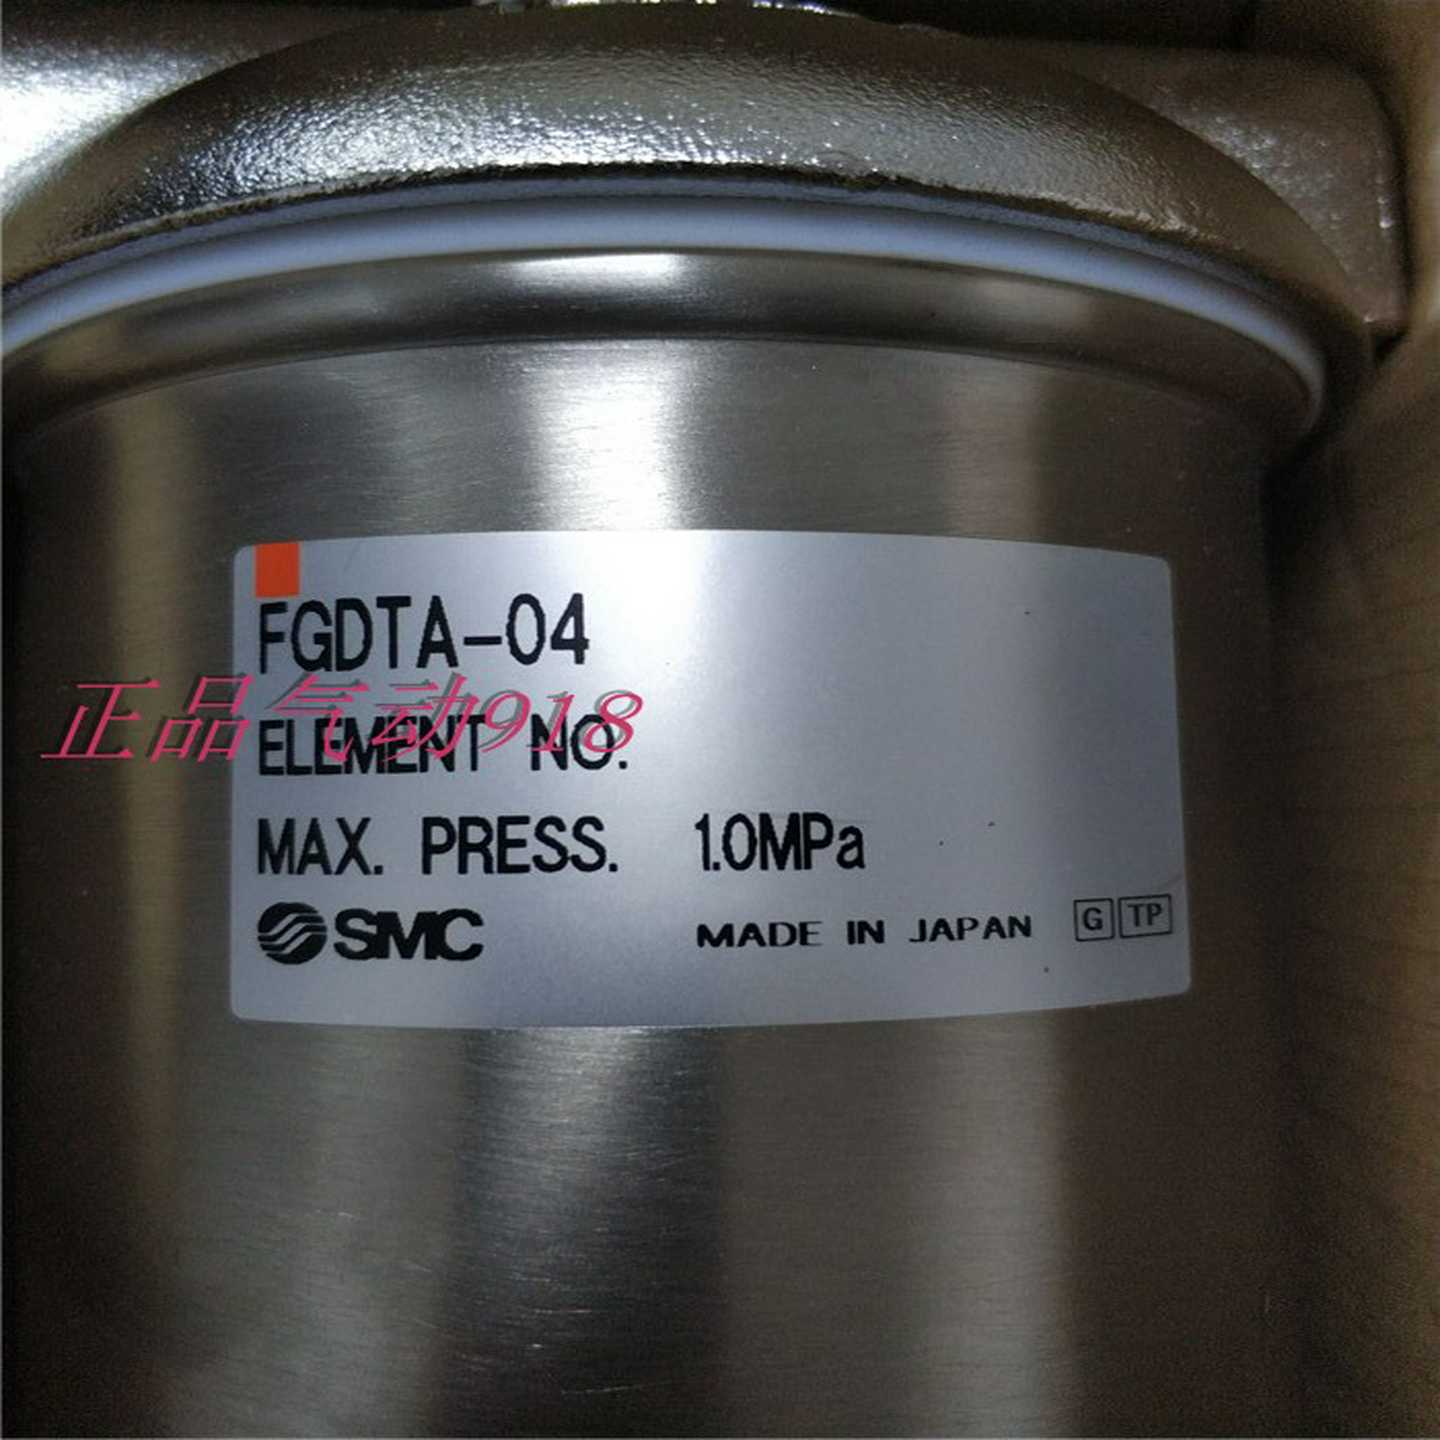 FGDTA-04
正品气动918
ELEMENT NO.
MAX. PRESS. 1.0MPa
SMC MADE IN JAPAN G TP